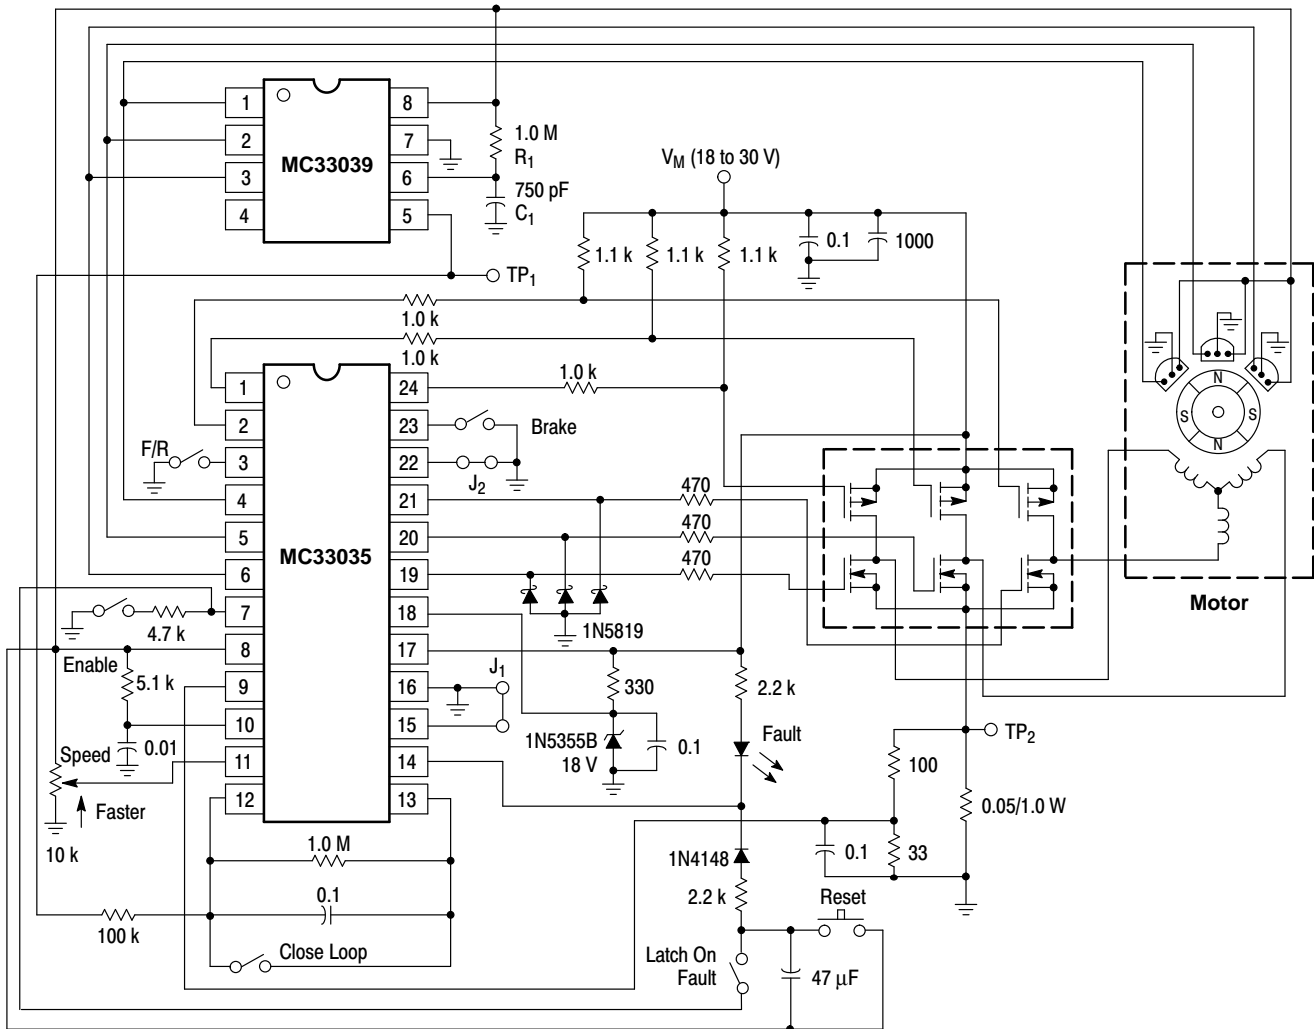 1
2
3
4
MC33039
8
7
6
5
1.0 M
R1
750 pF
C1
TP1
VM (18 to 30 V)
1.1 k
1.1 k
1.1 k
0.1
1000
1.0 k
1.0 k
1.0 k
1
2
3
4
5
6
7
8
9
10
11
12
MC33035
24
23
22
21
20
19
18
17
16
15
14
13
F/R
Brake
J2
470
470
470
1N5819
4.7 k
Enable
5.1 k
0.01
Speed
Faster
10 k
J1
330
1N5355B
18 V
0.1
2.2 k
Fault
TP2
100
0.05/1.0 W
33
0.1
1N4148
2.2 k
Reset
Latch On
Fault
47 µF
1.0 M
0.1
100 k
Close Loop
N
S
S
N
Motor